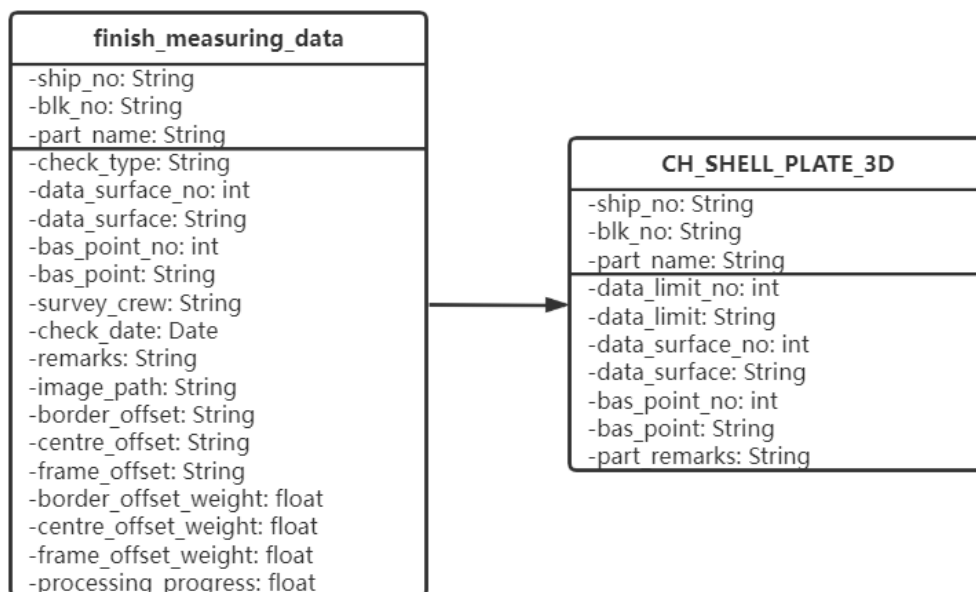 finish_measuring_data
-ship_no: String
-blk_no: String
-part_name: String
-check_type: String
-data_surface_no: int
-data_surface: String
-bas_point_no: int
-bas_point: String
-survey_crew: String
-check_date: Date
-remarks: String
-image_path: String
-border_offset: String
-centre_offset: String
-frame_offset: String
-border_offset_weight: float
-centre_offset_weight: float
-frame_offset_weight: float
-processing_progress: float
CH_SHELL_PLATE_3D
-ship_no: String
-blk_no: String
-part_name: String
-data_limit_no: int
-data_limit: String
-data_surface_no: int
-data_surface: String
-bas_point_no: int
-bas_point: String
-part_remarks: String